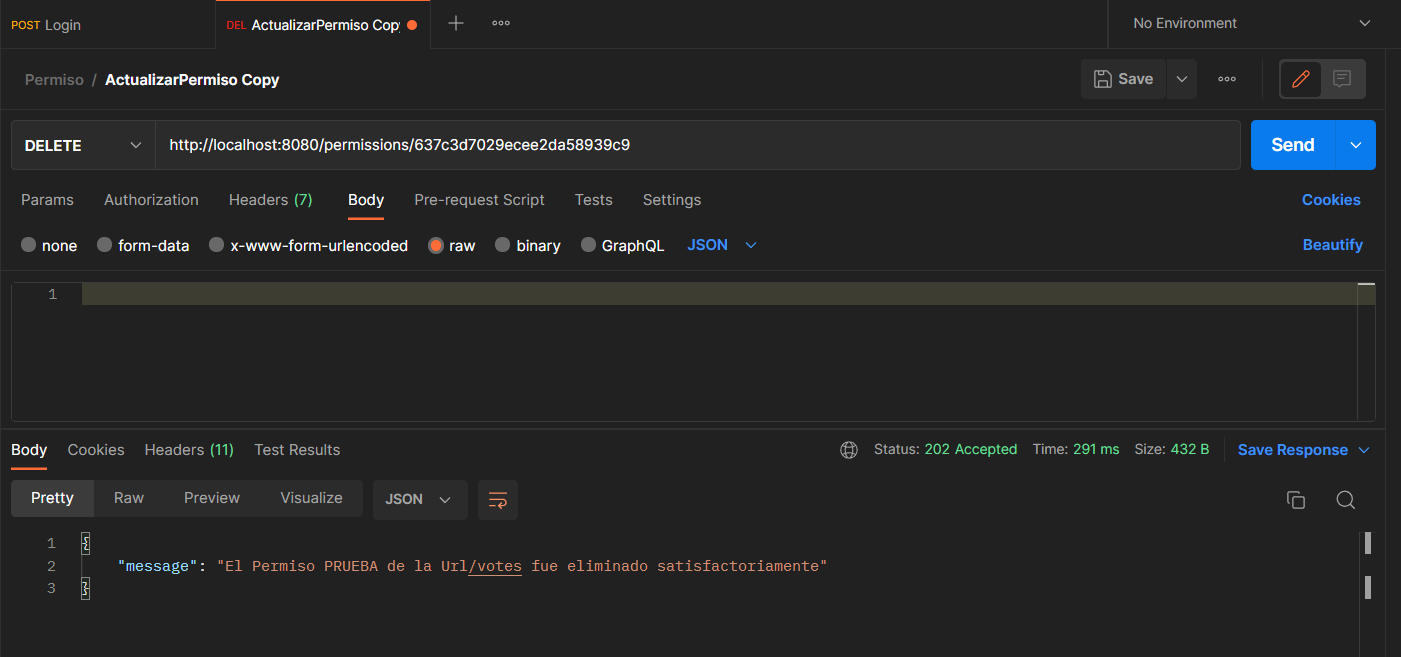 POST Login
DEL ActualizarPermiso Cop
No Environment
Permiso / ActualizarPermiso Copy
Save
DELETE
http://localhost:8080/permissions/637c3d7029ecee2da58939c9
Send
Params Authorization Headers (7) Body Pre-request Script Tests Settings
Cookies
none form-data x-www-form-urlencoded raw binary GraphQL JSON
Beautify
1
Body Cookies Headers (11) Test Results
Status: 202 Accepted Time: 291 ms Size: 432 B Save Response
Pretty Raw Preview Visualize JSON
1 {
2 "message": "El Permiso PRUEBA de la Url/votes fue eliminado satisfactoriamente"
3 }